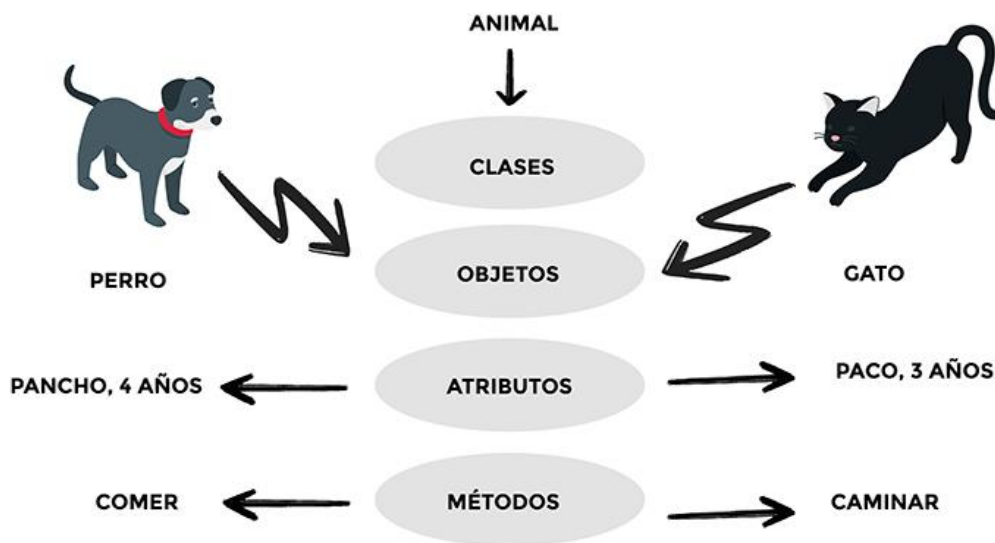 ANIMAL
CLASES
OBJETOS
PERRO
GATO
PANCHO, 4 AÑOS
ATRIBUTOS
PACO, 3 AÑOS
COMER
MÉTODOS
CAMINAR